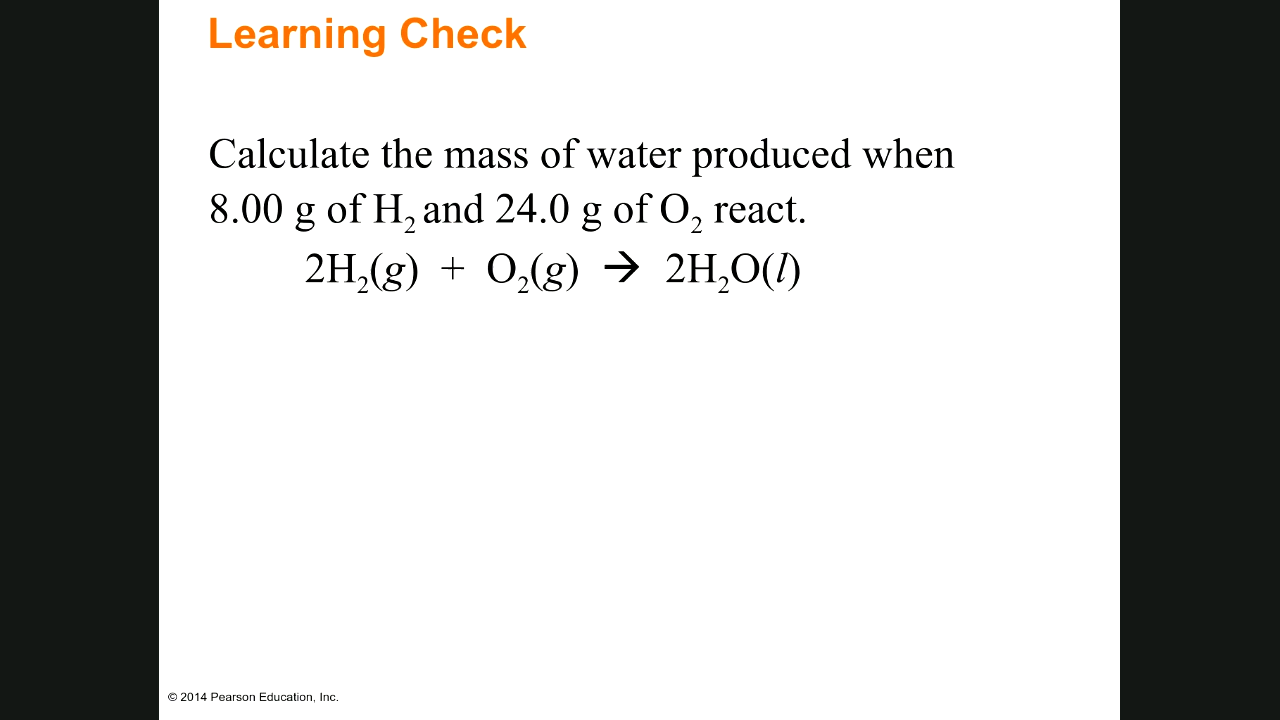 Learning Check
Calculate the mass of water produced when
8.00 g of H₂ and 24.0 g of O₂ react.
2H₂(g) + O₂(g) → 2H₂O(l)
© 2014 Pearson Education, Inc.